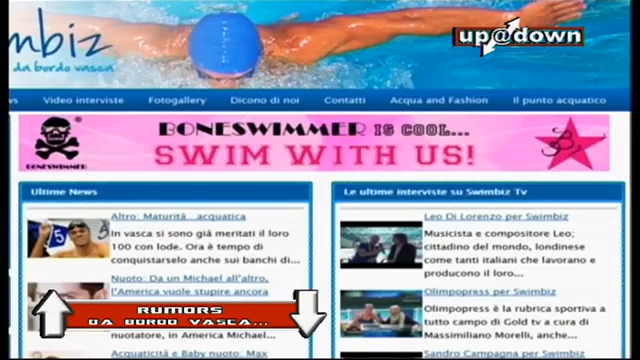 mbiz
da bordo vasca
up@down
ws Video interviste Fotogallery Dicono di noi Contatti Acqua and Fashion Il punto acquatico
BONESWIMMER
BONESWIMMER IS COOL...
SWIM WITH US!
Ultime News
Altro: Maturità...acquatica
In vasca si sono già meritati il loro
100 con lode. Ora è tempo di
conquistarselo anche sui banchi di...
Nuoto: Da un Michael all'altro,
l'America vuole stupire ancora
nuotatore, in America Michael
Acquaticità e Baby nuoto: Max
Le ultime interviste su Swimbiz Tv
Leo Di Lorenzo per Swimbiz
Musicista e compositore Leo;
cittadino del mondo, londinese
come tanti italiani che lavorano e
producono il loro...
Olimpopress per Swimbiz
Olimpopress è la rubrica sportiva a
tutto campo di Gold tv a cura di
Massimiliano Morelli, anche
Sandro Campagna per Swimbiz
RUMORS
DA BORDO VASCA...